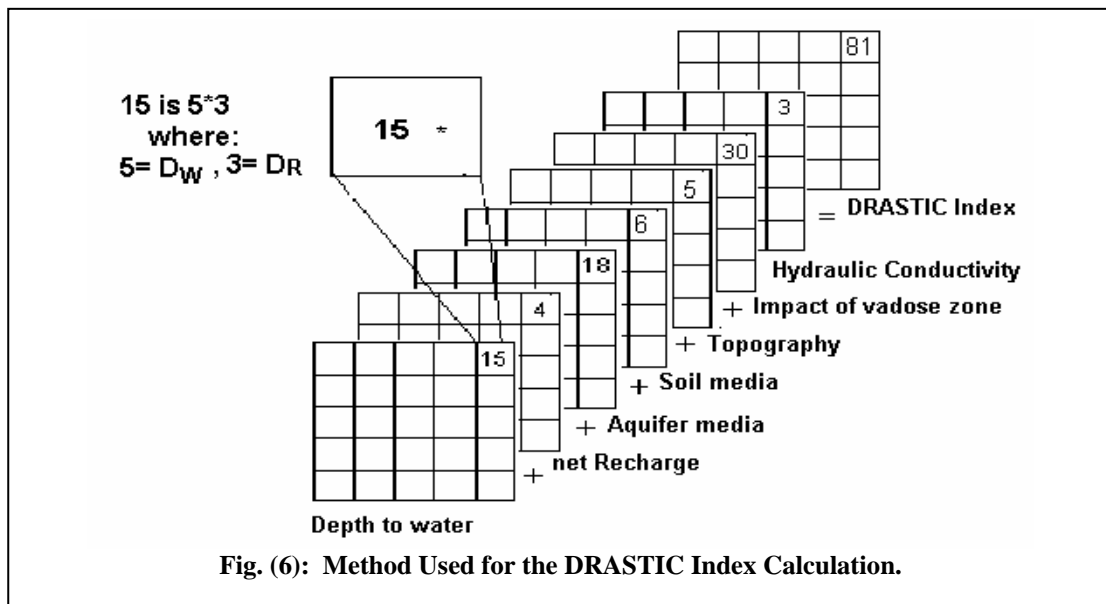 15 is 5*3
where:
5= DW , 3= DR
15 *
81
3
30
5
6
18
4
15
= DRASTIC Index
Hydraulic Conductivity
+ Impact of vadose zone
+ Topography
+ Soil media
+ Aquifer media
+ net Recharge
Depth to water
Fig. (6): Method Used for the DRASTIC Index Calculation.